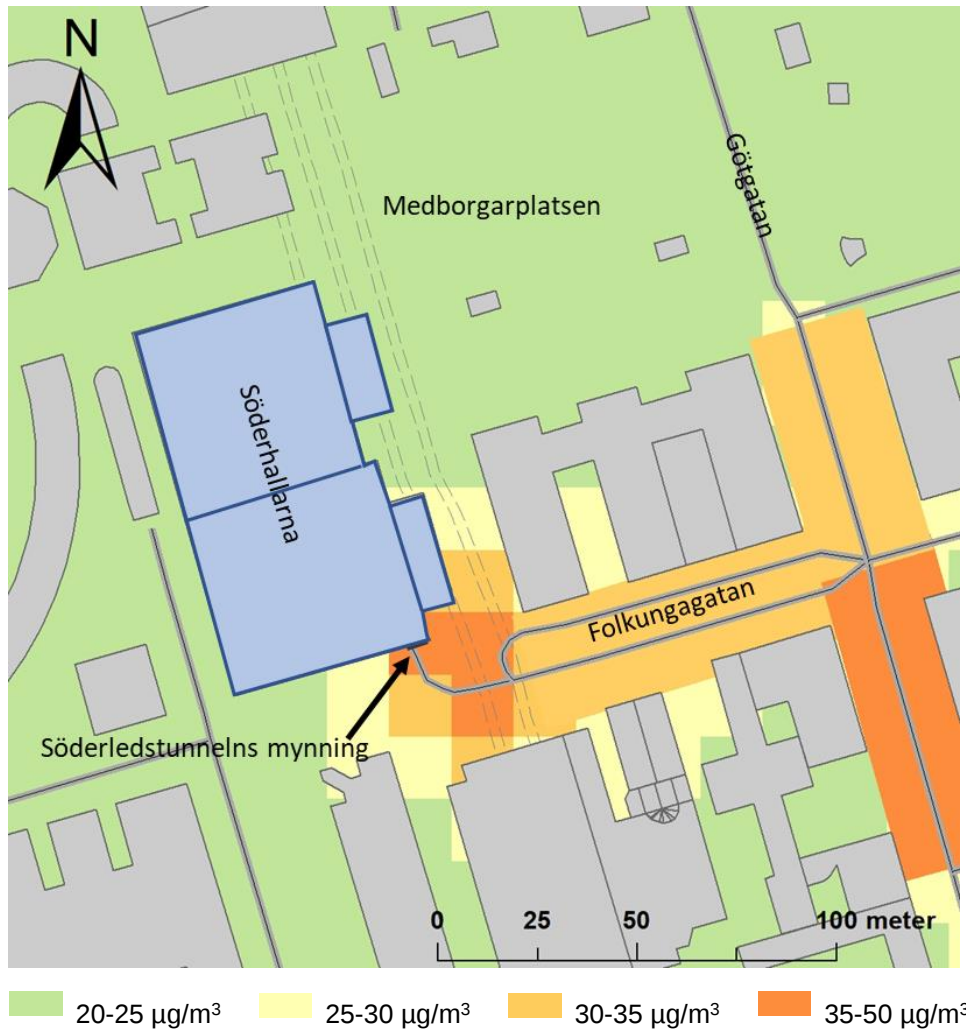 N
Medborgarplatsen
Götgatan
Söderhallarna
Folkungagatan
Söderledstunnelns mynning
0 25 50 100 meter
20-25 µg/m³ 25-30 µg/m³ 30-35 µg/m³ 35-50 µg/m³